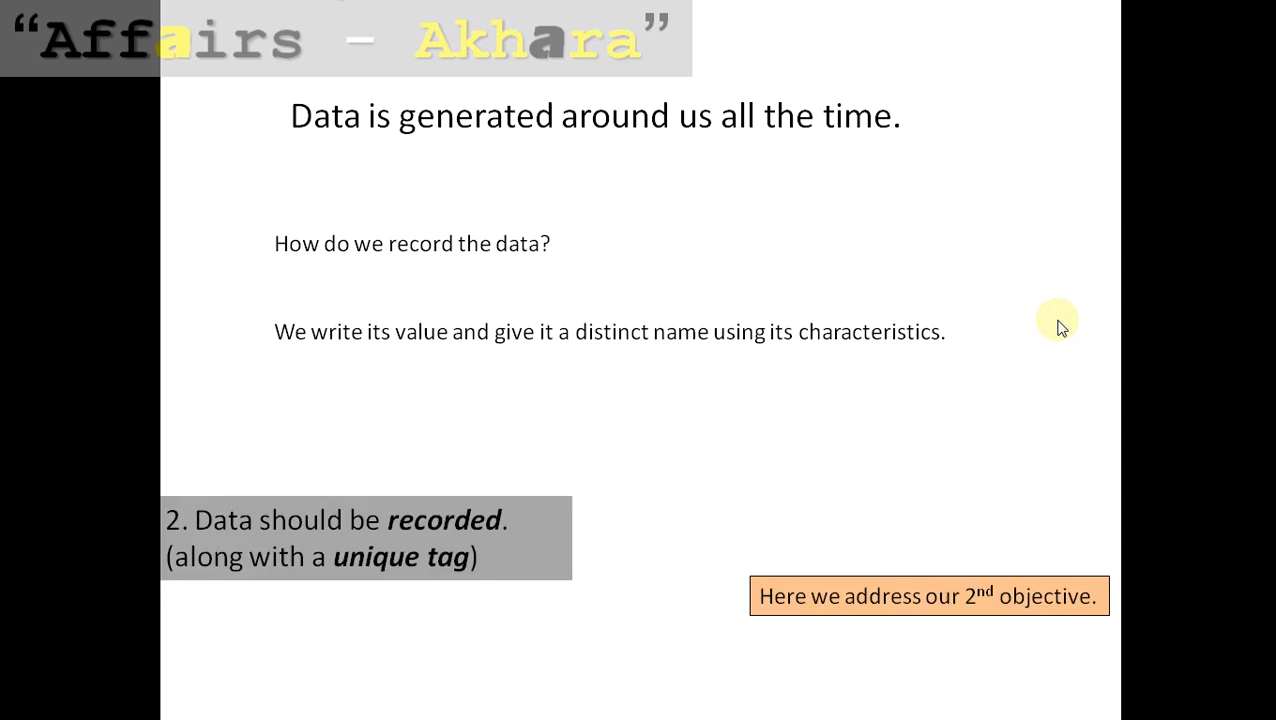 “Affairs – Akhara”
Data is generated around us all the time.
How do we record the data?
We write its value and give it a distinct name using its characteristics.
2. Data should be recorded.
(along with a unique tag)
Here we address our 2nd objective.